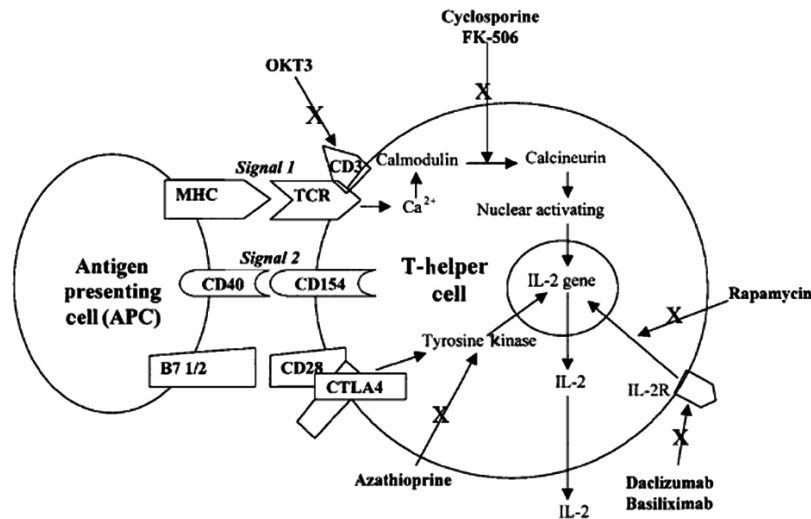 Cyclosporine
FK-506
OKT3
X
X
Signal 1
CD3
Calmodulin
Calcineurin
MHC
TCR
Ca2+
Nuclear activating
Signal 2
Antigen
presenting
cell (APC)
CD40
CD154
T-helper
cell
IL-2 gene
Rapamycin
X
Tyrosine kinase
B7 1/2
CD28
CTLA4
IL-2
IL-2R
X
X
Azathioprine
Daclizumab
Basiliximab
IL-2